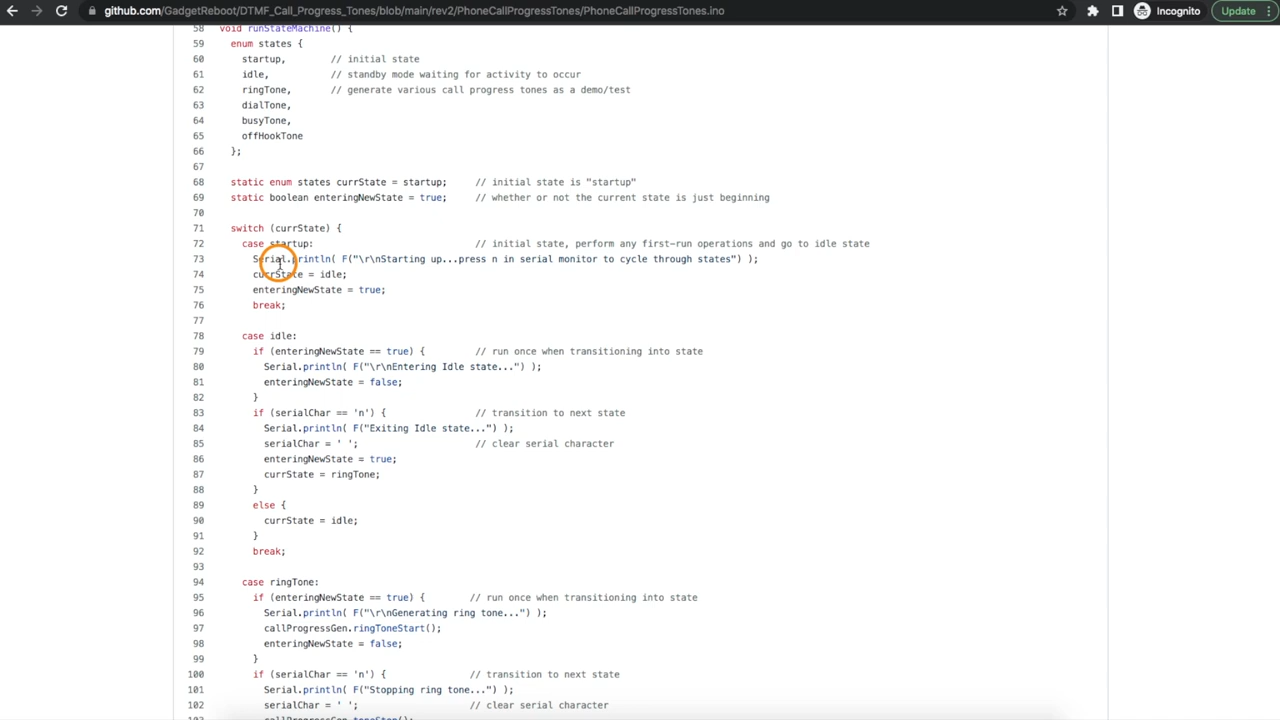 github.com/GadgetReboot/DTMF_Call_Progress_Tones/blob/main/rev2/PhoneCallProgressTones/PhoneCallProgressTones.ino
Incognito
Update
58 void runStateMachine() {
59 enum states {
60 startup, // initial state
61 idle, // standby mode waiting for activity to occur
62 ringTone, // generate various call progress tones as a demo/test
63 dialTone,
64 busyTone,
65 offHookTone
66 };
67
68 static enum states currState = startup; // initial state is "startup"
69 static boolean enteringNewState = true; // whether or not the current state is just beginning
70
71 switch (currState) {
72 case startup: // initial state, perform any first-run operations and go to idle state
73 Serial.println( F("\r\nStarting up...press n in serial monitor to cycle through states") );
74 currState = idle;
75 enteringNewState = true;
76 break;
77
78 case idle:
79 if (enteringNewState == true) { // run once when transitioning into state
80 Serial.println( F("\r\nEntering Idle state...") );
81 enteringNewState = false;
82 }
83 if (serialChar == 'n') { // transition to next state
84 Serial.println( F("Exiting Idle state...") );
85 serialChar = ' '; // clear serial character
86 enteringNewState = true;
87 currState = ringTone;
88 }
89 else {
90 currState = idle;
91 }
92 break;
93
94 case ringTone:
95 if (enteringNewState == true) { // run once when transitioning into state
96 Serial.println( F("\r\nGenerating ring tone...") );
97 callProgressGen.ringToneStart();
98 enteringNewState = false;
99 }
100 if (serialChar == 'n') { // transition to next state
101 Serial.println( F("Stopping ring tone...") );
102 serialChar = ' '; // clear serial character
103 callProgressGen.toneStop();